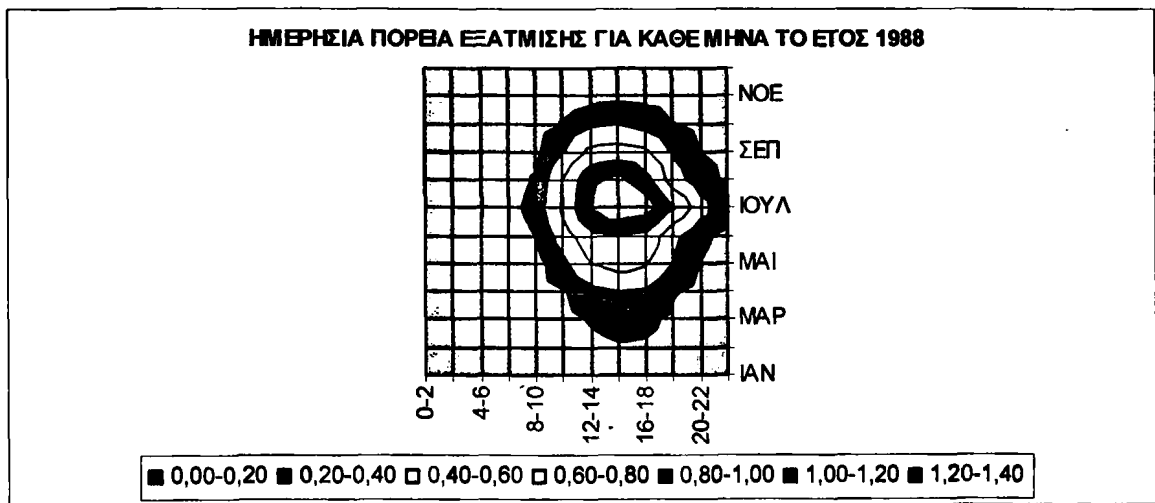 ΗΜΕΡΗΣΙΑ ΠΟΡΕΙΑ ΕΞΑΤΜΙΣΗΣ ΓΙΑ ΚΑΘΕ ΜΗΝΑ ΤΟ ΕΤΟΣ 1988
ΝΟΕ
ΣΕΠ
ΙΟΥΛ
ΜΑΙ
ΜΑΡ
ΙΑΝ
0-2 4-6 8-10 12-14 16-18 20-22
0,00-0,20 0,20-0,40 0,40-0,60 0,60-0,80 0,80-1,00 1,00-1,20 1,20-1,40